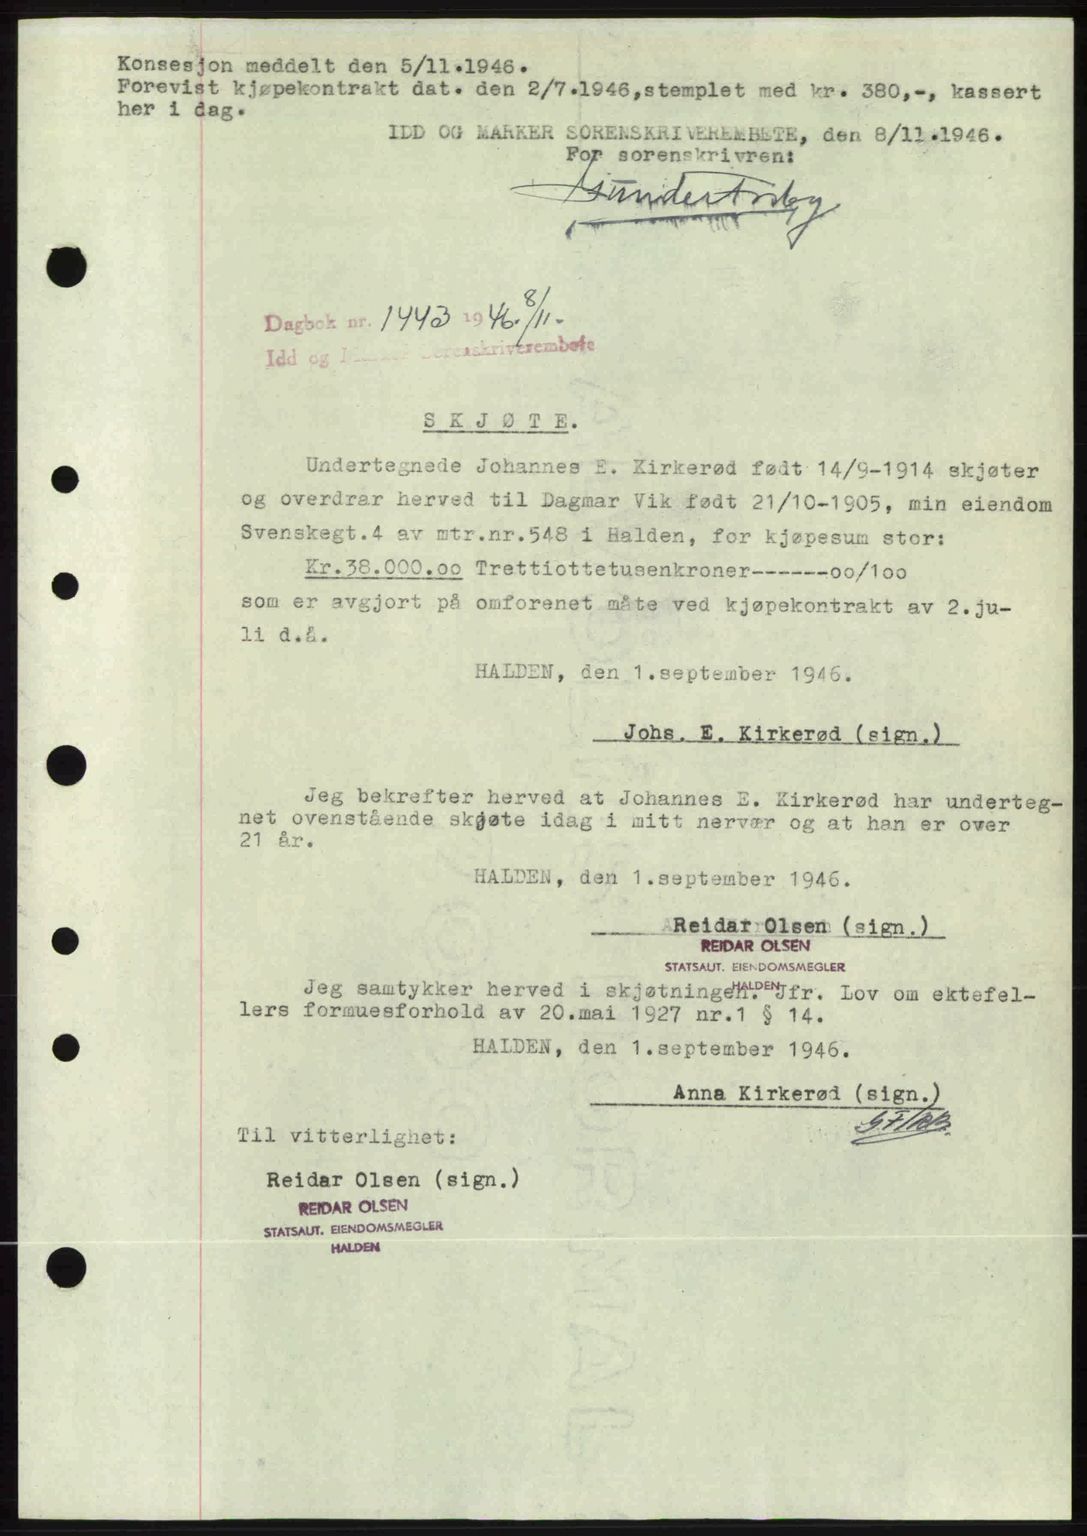 Konsesjon meddelt den 5/11.1946.
Forevist kjøpekontrakt dat. den 2/7.1946,stemplet med kr. 380,-, kassert
her i dag.
IDD OG MARKER SORENSKRIVEREMBETE, den 8/11.1946.
For sorenskrivren:
Dagbok nr. 1443 1946. 8/11.-
Idd og Marker sorenskriverembete
SKJØTE.
Undertegnede Johannes E. Kirkerød født 14/9-1914 skjøter
og overdrar herved til Dagmar Vik født 21/10-1905, min eiendom
Svenskegt.4 av mtr.nr.548 i Halden, for kjøpesum stor:
Kr.38.000.oo Trettiottetusenkroner------oo/1oo
som er avgjort på omforenet måte ved kjøpekontrakt av 2.ju-
li d.å.
HALDEN, den 1.september 1946.
Johs. E. Kirkerød (sign.)
Jeg bekrefter herved at Johannes E. Kirkerød har underteg-
net ovenstående skjøte idag i mitt nervær og at han er over
21 år.
HALDEN, den 1.september 1946.
Reidar Olsen (sign.)
REIDAR OLSEN
STATSAUT. EIENDOMSMEGLER
HALDEN
Jeg samtykker herved i skjøtningen. Jfr. Lov om ektefel-
lers formuesforhold av 20.mai 1927 nr.1 § 14.
HALDEN, den 1.september 1946.
Anna Kirkerød (sign.)
Til vitterlighet:
Reidar Olsen (sign.)
REIDAR OLSEN
STATSAUT. EIENDOMSMEGLER
HALDEN